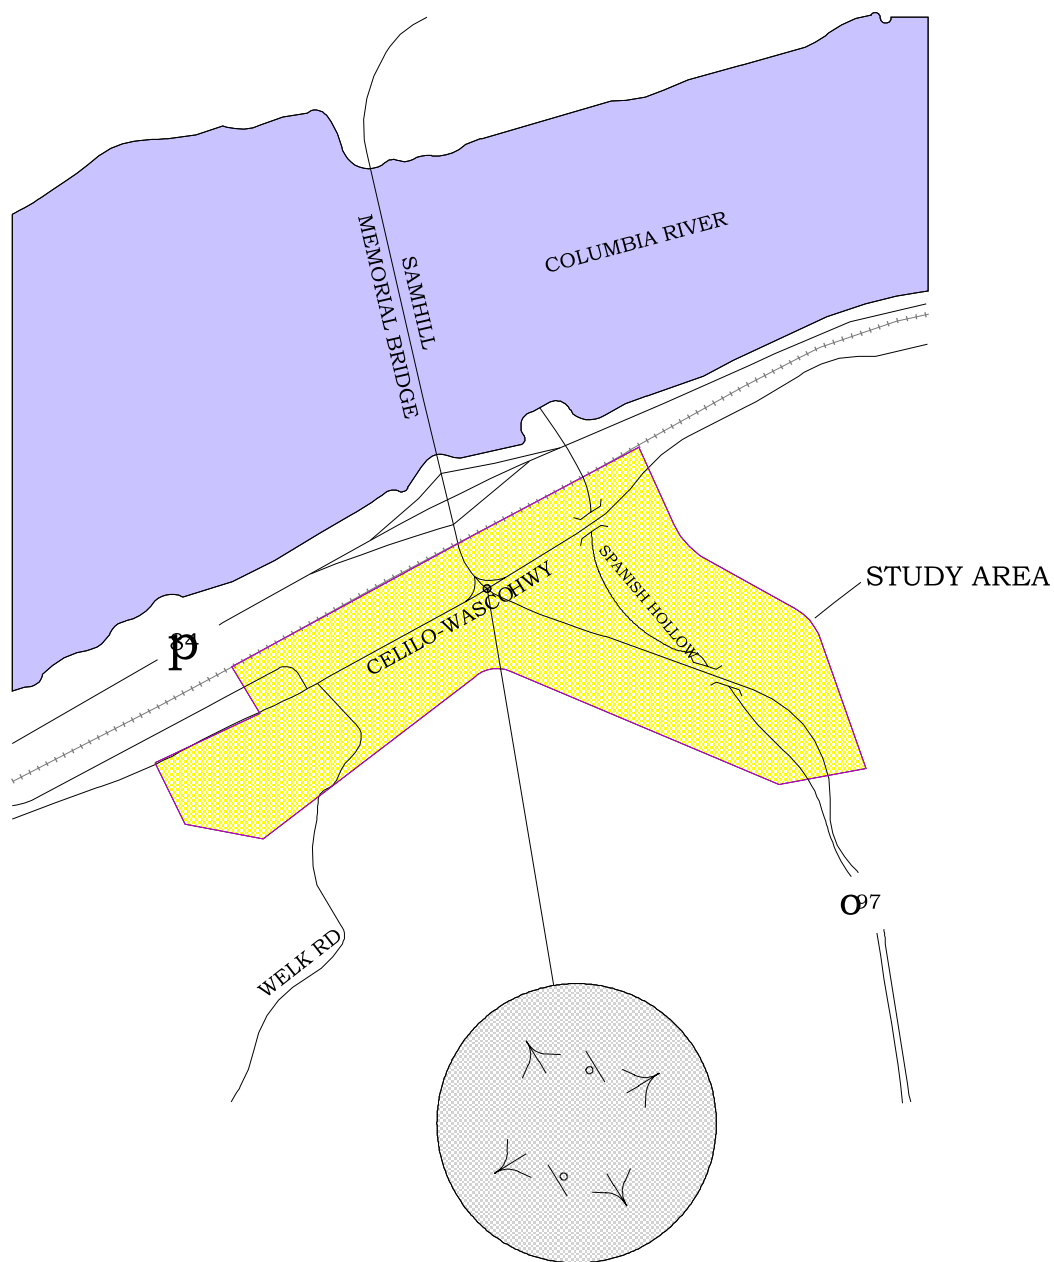 COLUMBIA RIVER
SAMHILL
MEMORIAL BRIDGE
SPANISH HOLLOW
STUDY AREA
CELILO-WASCO HWY
p
84
o
97
WELK RD